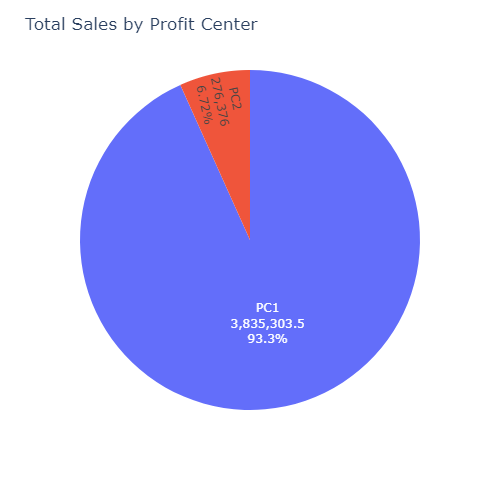 Total Sales by Profit Center
PC2
276,376
6.72%
PC1
3,835,303.5
93.3%